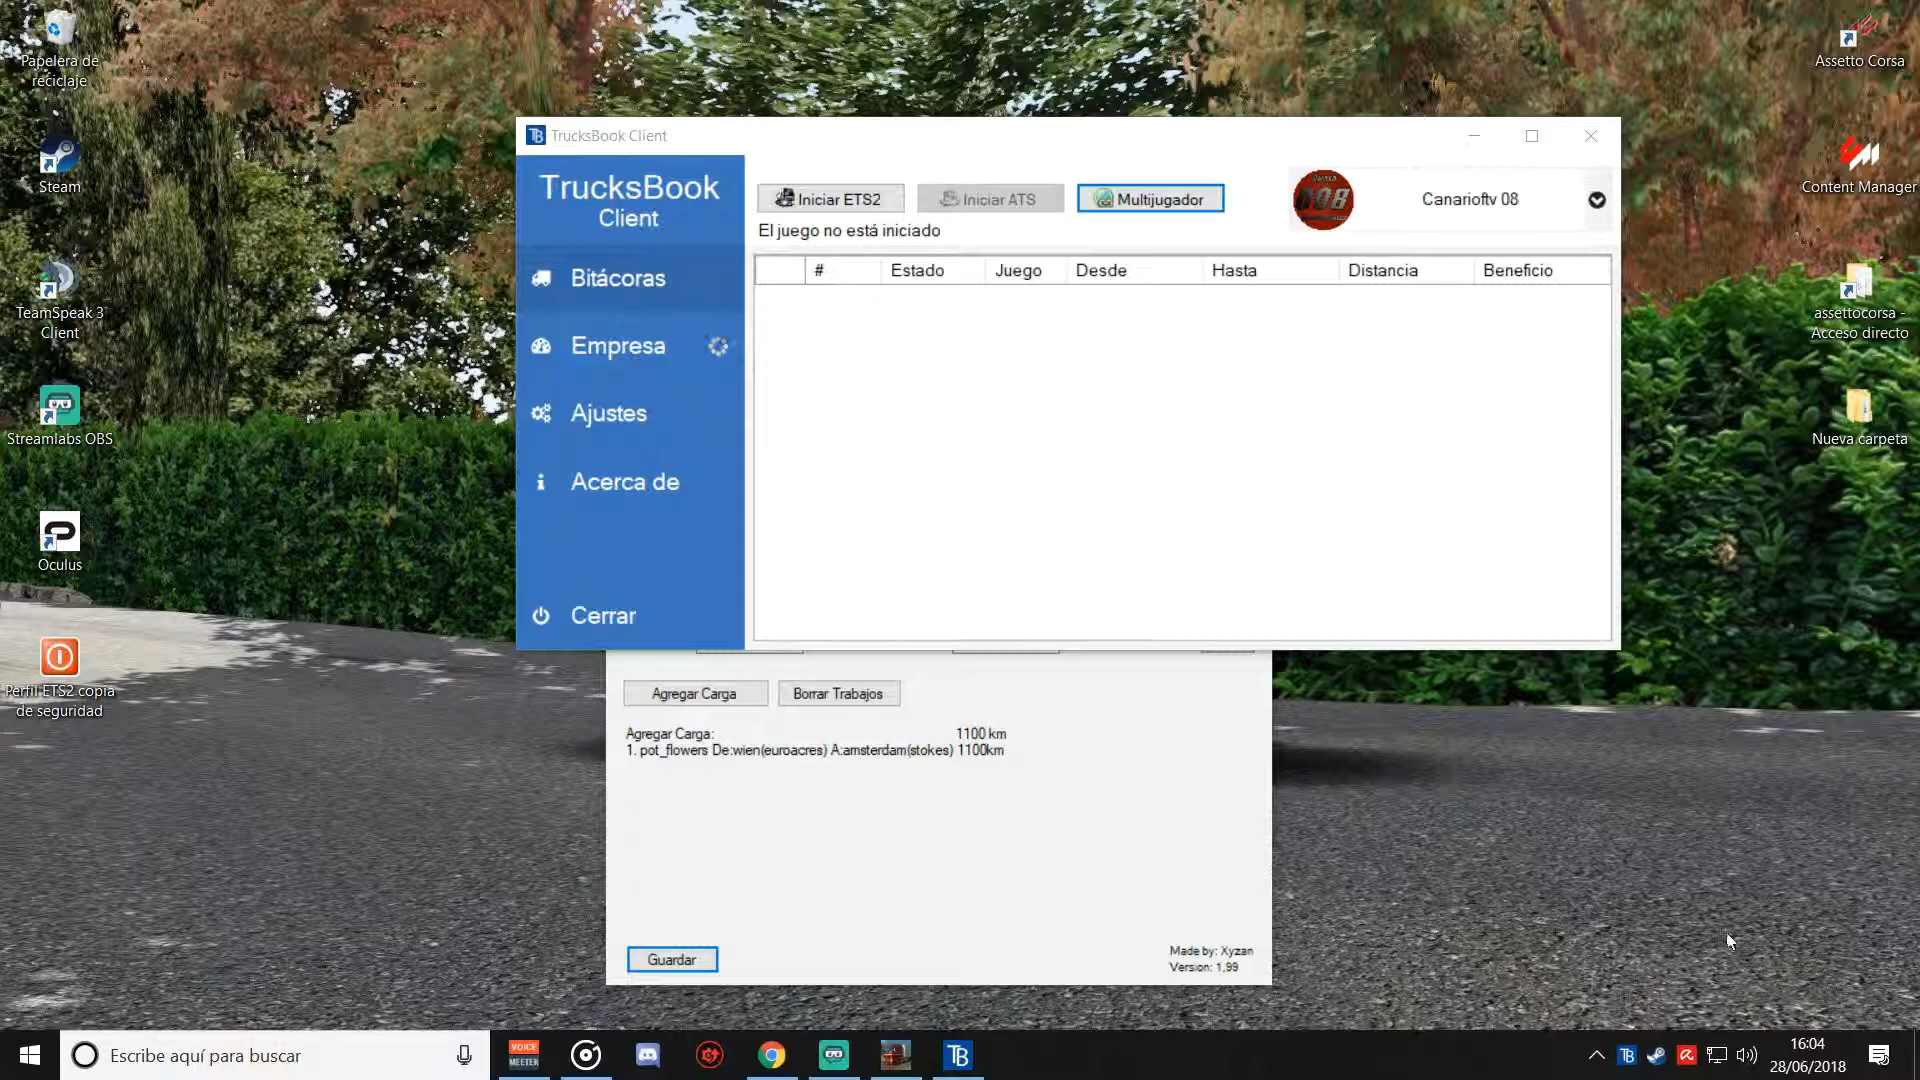 Papelera de
reciclaje
Steam
TeamSpeak 3
Client
Streamlabs OBS
Oculus
Perfil ETS2 copia
de seguridad
Assetto Corsa
Content Manager
assettocorsa -
Acceso directo
Nueva carpeta
TB TrucksBook Client
TrucksBook
Client
Bitácoras
Empresa
Ajustes
Acerca de
Cerrar
Iniciar ETS2
Iniciar ATS
Multijugador
008
Canarioftv 08
El juego no está iniciado
# Estado Juego Desde Hasta Distancia Beneficio
Agregar Carga
Borrar Trabajos
Agregar Carga: 1100 km
1. pot_flowers De:wien(euroacres) A:amsterdam(stokes) 1100km
Guardar
Made by: Xyzan
Version: 1,99
Escribe aquí para buscar
VOICE
MEETER
TB
TB
16:04
28/06/2018